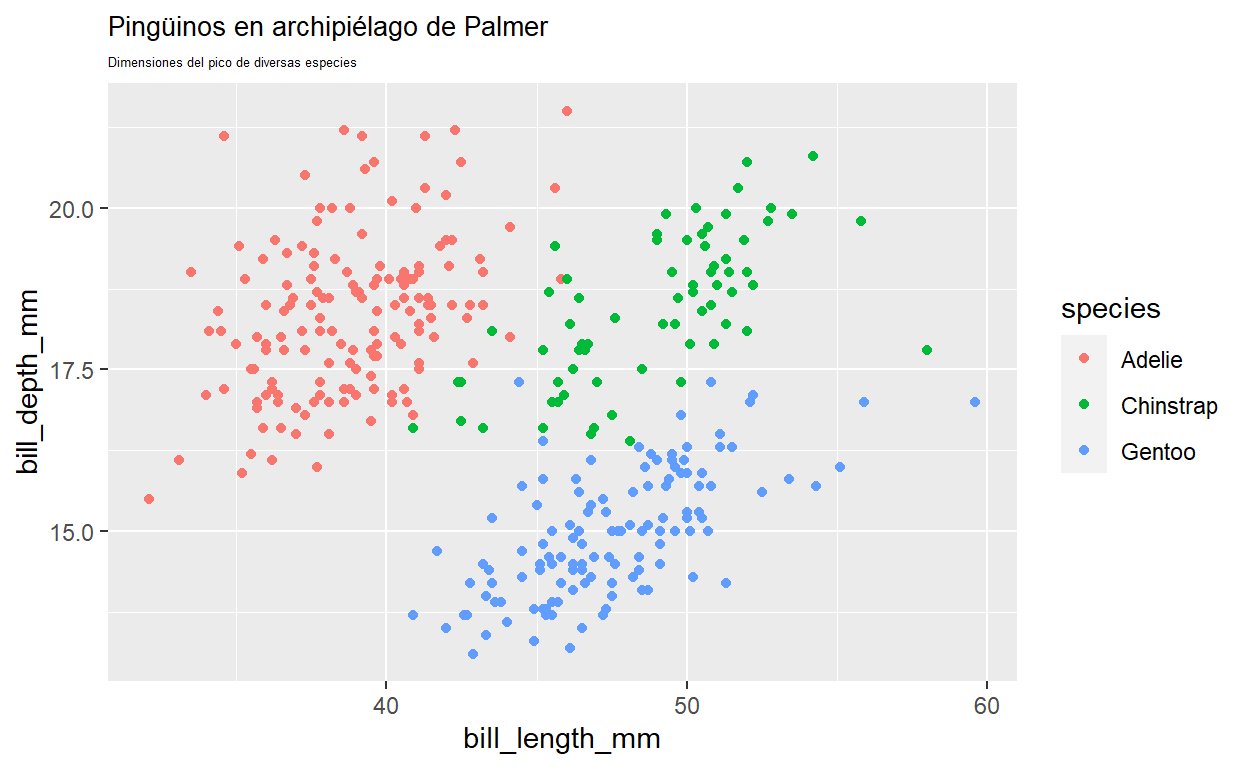 Pingüinos en archipiélago de Palmer
Dimensiones del pico de diversas especies
bill_depth_mm
20.0
17.5
15.0
40
50
60
bill_length_mm
species
Adelie
Chinstrap
Gentoo